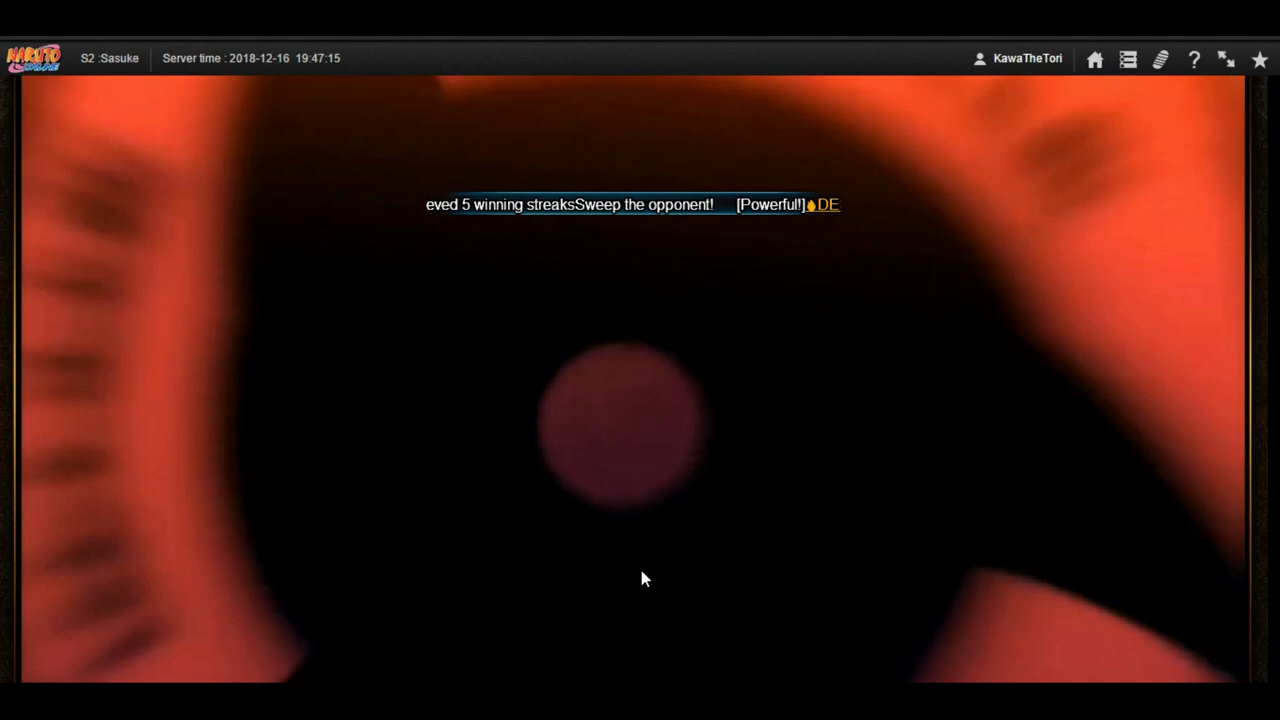 NARUTO ONLINE
S2 :Sasuke
Server time : 2018-12-16 19:47:15
KawaTheTori
?
eved 5 winning streaksSweep the opponent! [Powerful!]DE